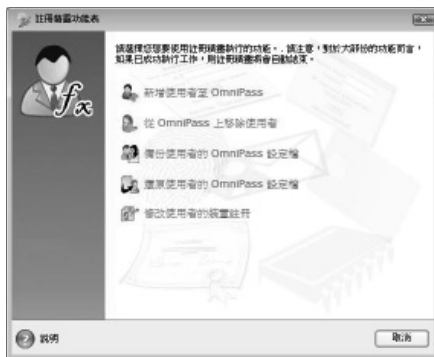 註冊裝置功能表
請選擇您想要使用註冊精靈執行的功能。. 請注意，對於大部份的功能而言，
如果已成功執行工作，則註冊精靈將會自動結束。
fx
新增使用者至 OmniPass
從 OmniPass 上移除使用者
備份使用者的 OmniPass 設定檔
還原使用者的 OmniPass 設定檔
修改使用者的裝置註冊
說明
取消